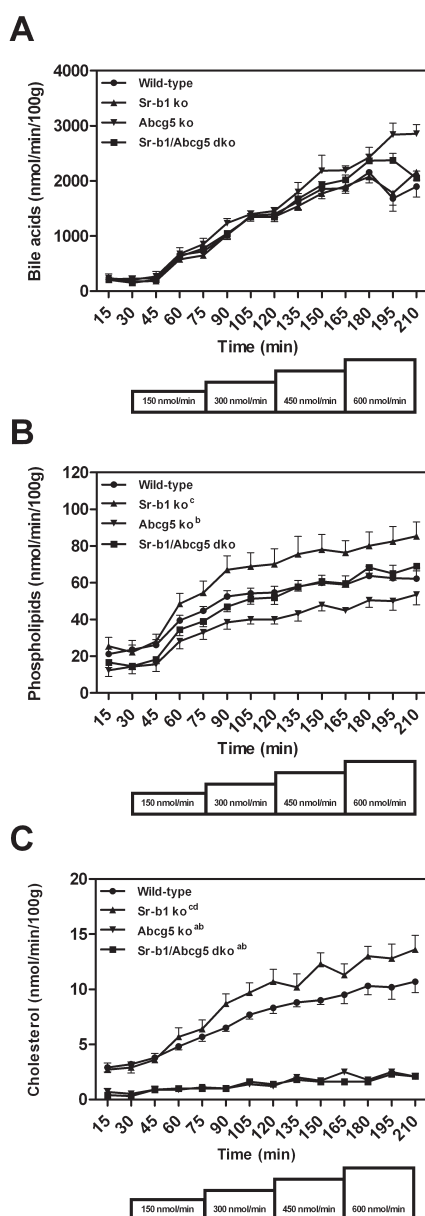 A
Bile acids (nmol/min/100g)
4000
3000
2000
1000
0
Wild-type
Sr-b1 ko
Abcg5 ko
Sr-b1/Abcg5 dko
15 30 45 60 75 90 105 120 135 150 165 180 195 210
Time (min)
150 nmol/min 300 nmol/min 450 nmol/min 600 nmol/min
B
Phospholipids (nmol/min/100g)
120
100
80
60
40
20
0
Wild-type
Sr-b1 ko^c
Abcg5 ko^b
Sr-b1/Abcg5 dko
15 30 45 60 75 90 105 120 135 150 165 180 195 210
Time (min)
150 nmol/min 300 nmol/min 450 nmol/min 600 nmol/min
C
Cholesterol (nmol/min/100g)
20
15
10
5
0
Wild-type
Sr-b1 ko^cd
Abcg5 ko^ab
Sr-b1/Abcg5 dko^ab
15 30 45 60 75 90 105 120 135 150 165 180 195 210
Time (min)
150 nmol/min 300 nmol/min 450 nmol/min 600 nmol/min